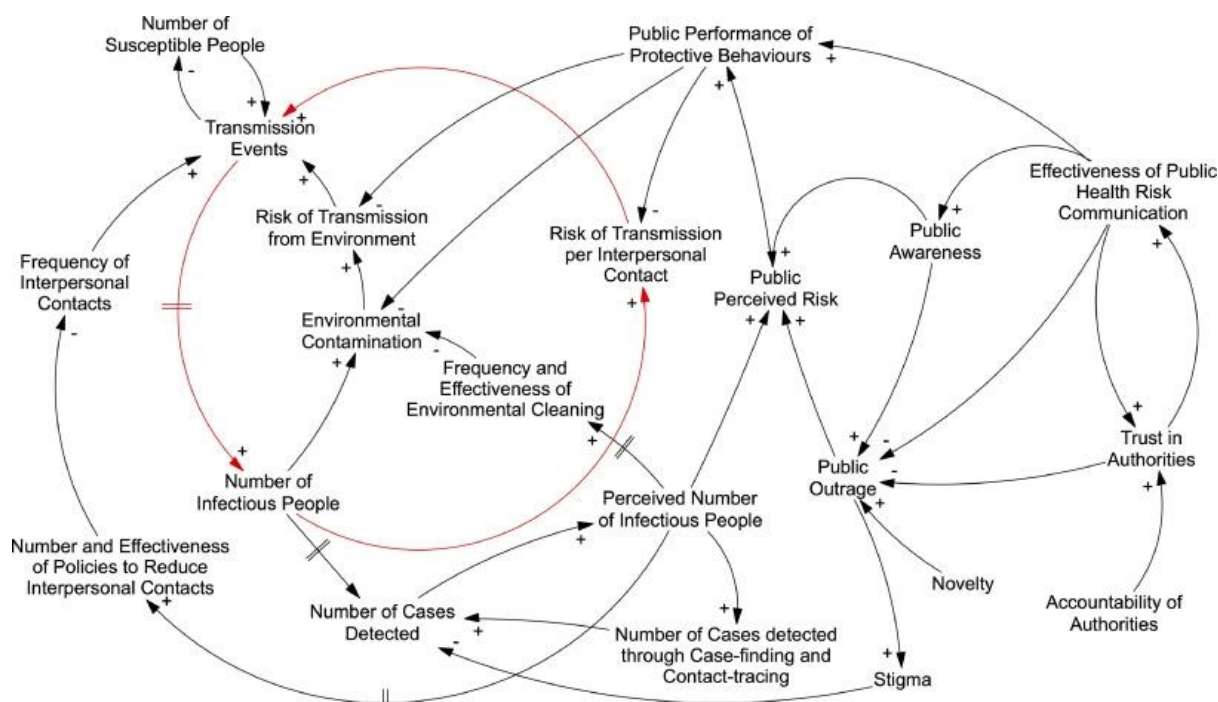 Number of
Susceptible People
Public Performance of
Protective Behaviours
Transmission
Events
Effectiveness of Public
Health Risk
Communication
Risk of Transmission
from Environment
Risk of Transmission
per Interpersonal
Contact
Public
Awareness
Frequency of
Interpersonal
Contacts
Public
Perceived Risk
Environmental
Contamination
Frequency and
Effectiveness of
Environmental Cleaning
Trust in
Authorities
Number of
Infectious People
Perceived Number
of Infectious People
Public
Outrage
Number and Effectiveness
of Policies to Reduce
Interpersonal Contacts
Novelty
Accountability of
Authorities
Number of Cases
Detected
Number of Cases detected
through Case-finding and
Contact-tracing
Stigma